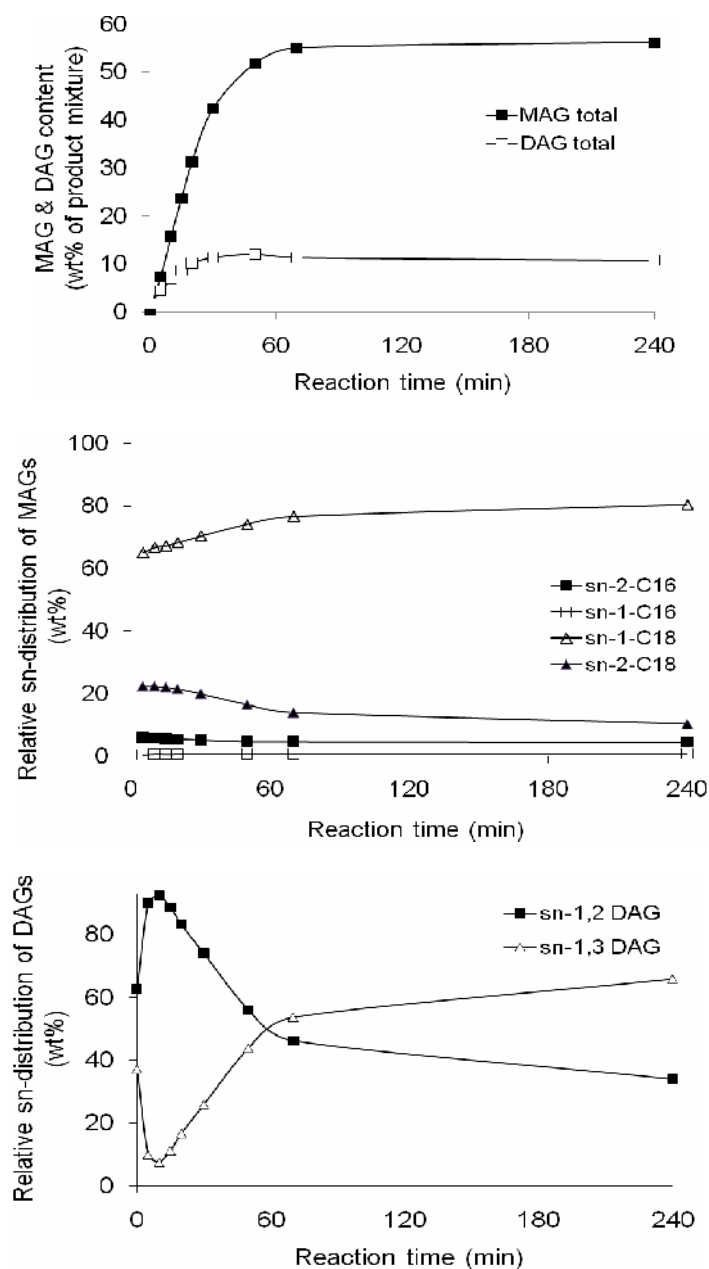 60
50
40
30
20
10
0
MAG & DAG content
(wt% of product mixture)
MAG total
DAG total
0 60 120 180 240
Reaction time (min)
100
80
60
40
20
0
Relative sn-distribution of MAGs
(wt%)
sn-2-C16
sn-1-C16
sn-1-C18
sn-2-C18
0 60 120 180 240
Reaction time (min)
80
60
40
20
0
Relative sn-distribution of DAGs
(wt%)
sn-1,2 DAG
sn-1,3 DAG
0 60 120 180 240
Reaction time (min)